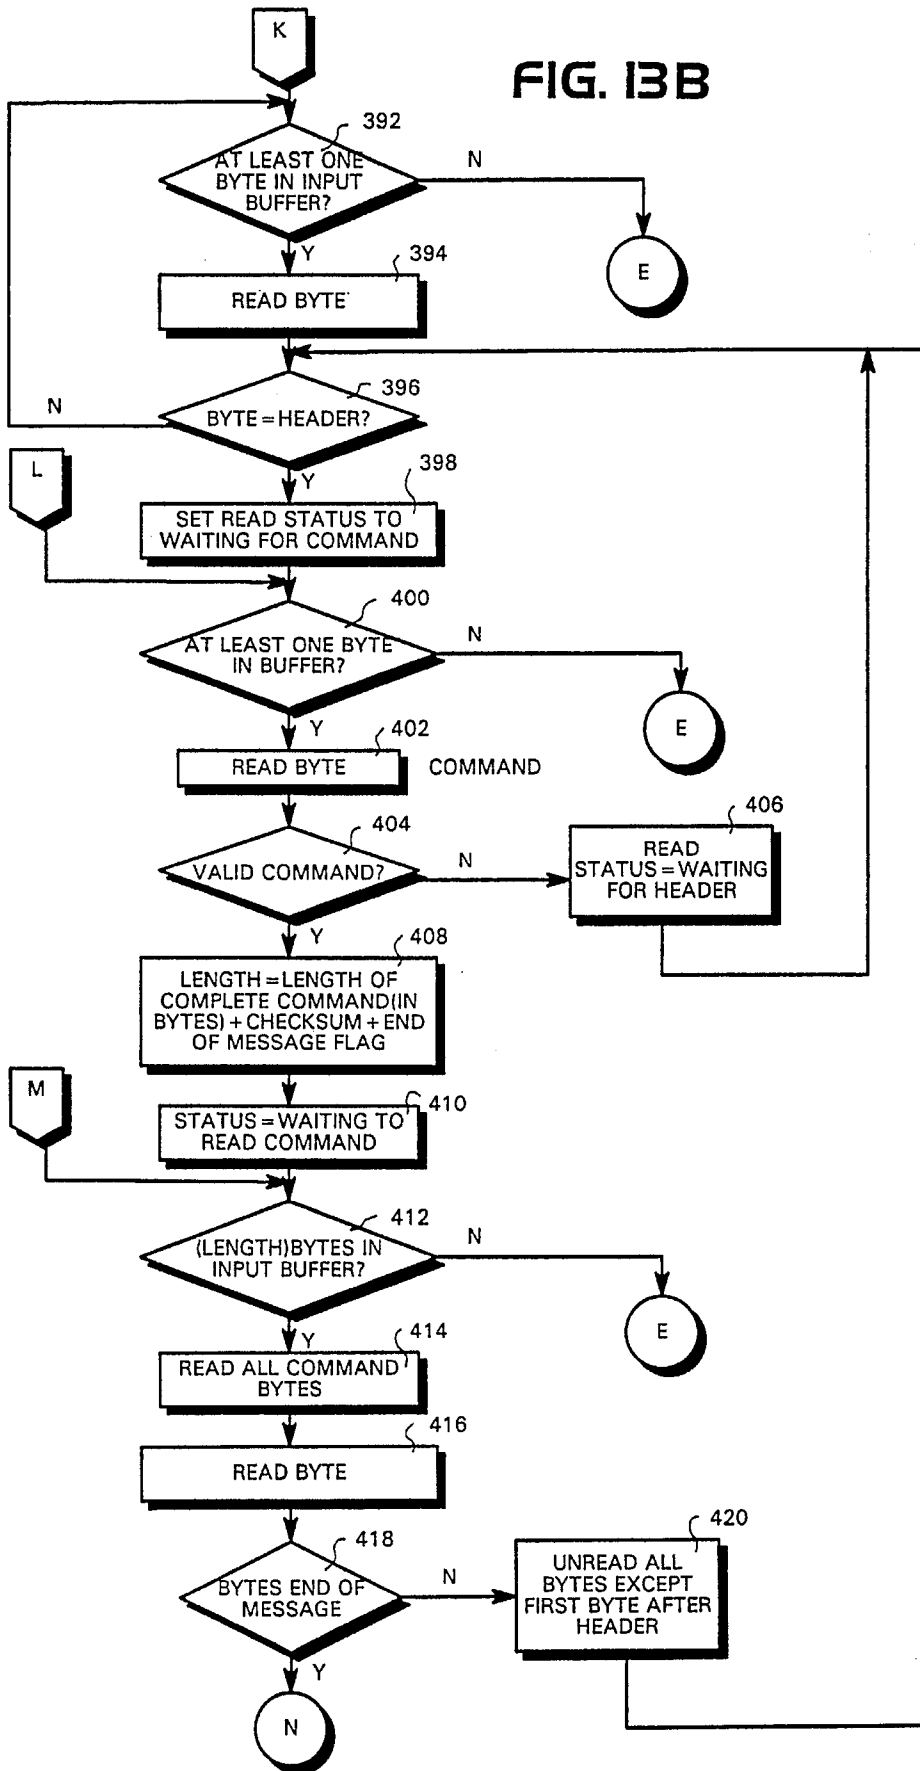 K
FIG. 13B
392
AT LEAST ONE
BYTE IN INPUT
BUFFER?
N
E
Y
394
READ BYTE
396
BYTE=HEADER?
N
L
Y
398
SET READ STATUS TO
WAITING FOR COMMAND
400
AT LEAST ONE BYTE
IN BUFFER?
N
E
Y
402
READ BYTE
COMMAND
404
VALID COMMAND?
N
406
READ
STATUS=WAITING
FOR HEADER
Y
408
LENGTH=LENGTH OF
COMPLETE COMMAND(IN
BYTES)+CHECKSUM+END
OF MESSAGE FLAG
M
410
STATUS=WAITING TO
READ COMMAND
412
(LENGTH)BYTES IN
INPUT BUFFER?
N
E
Y
414
READ ALL COMMAND
BYTES
416
READ BYTE
418
BYTES END OF
MESSAGE
N
420
UNREAD ALL
BYTES EXCEPT
FIRST BYTE AFTER
HEADER
Y
N